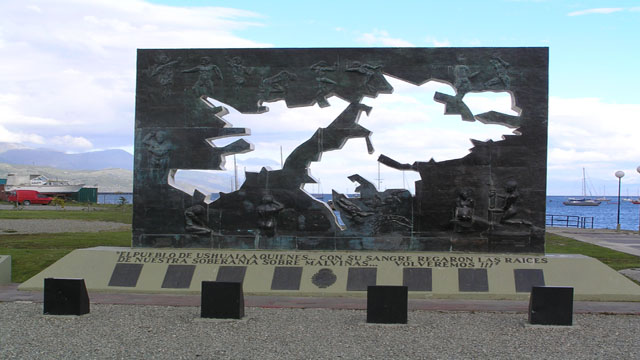 EL PUEBLO DE USHUAIA A QUIENES... CON SU SANGRE REGARON LAS RAICES
DE NUESTRA SOBERANIA SOBRE MALVINAS... VOLVEREMOS !!!